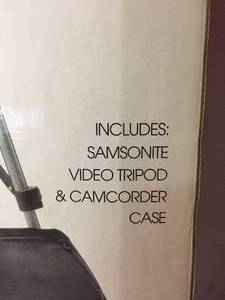 INCLUDES:
SAMSONITE
VIDEO TRIPOD
& CAMCORDER
CASE